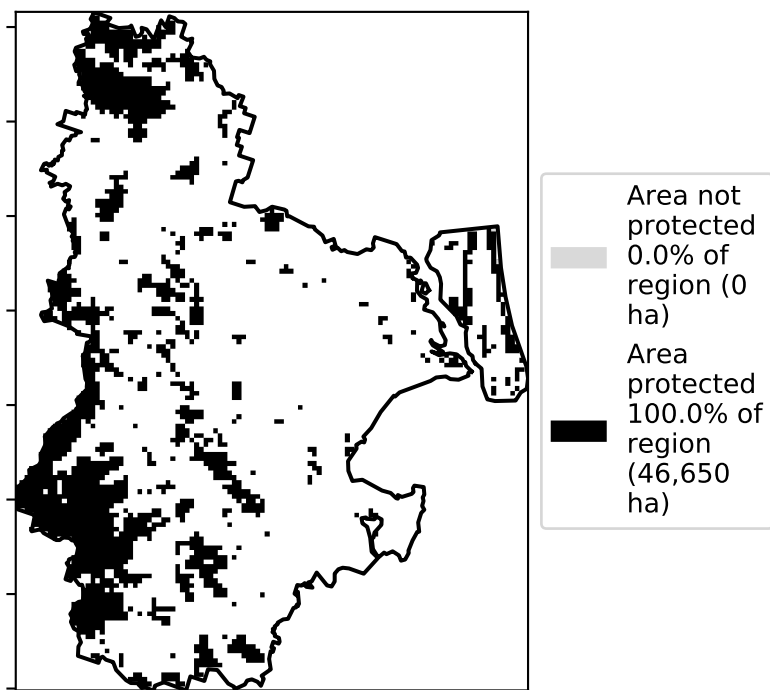 Area not
protected
0.0% of
region (0
ha)
Area
protected
100.0% of
region
(46,650
ha)